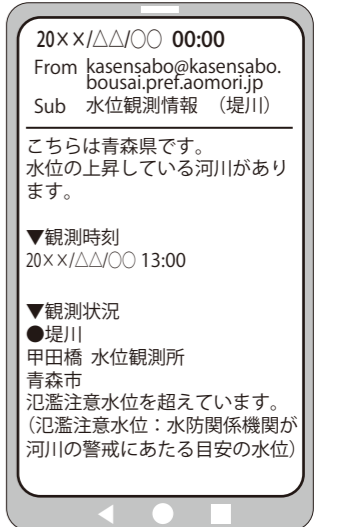 20××/△△/○○ 00:00
From kasensabo@kasensabo.
bousai.pref.aomori.jp
Sub 水位観測情報 （堤川）
こちらは青森県です。
水位の上昇している河川があり
ます。
▼観測時刻
20××/△△/○○ 13:00
▼観測状況
●堤川
甲田橋 水位観測所
青森市
氾濫注意水位を超えています。
（氾濫注意水位：水防関係機関が
河川の警戒にあたる目安の水位）